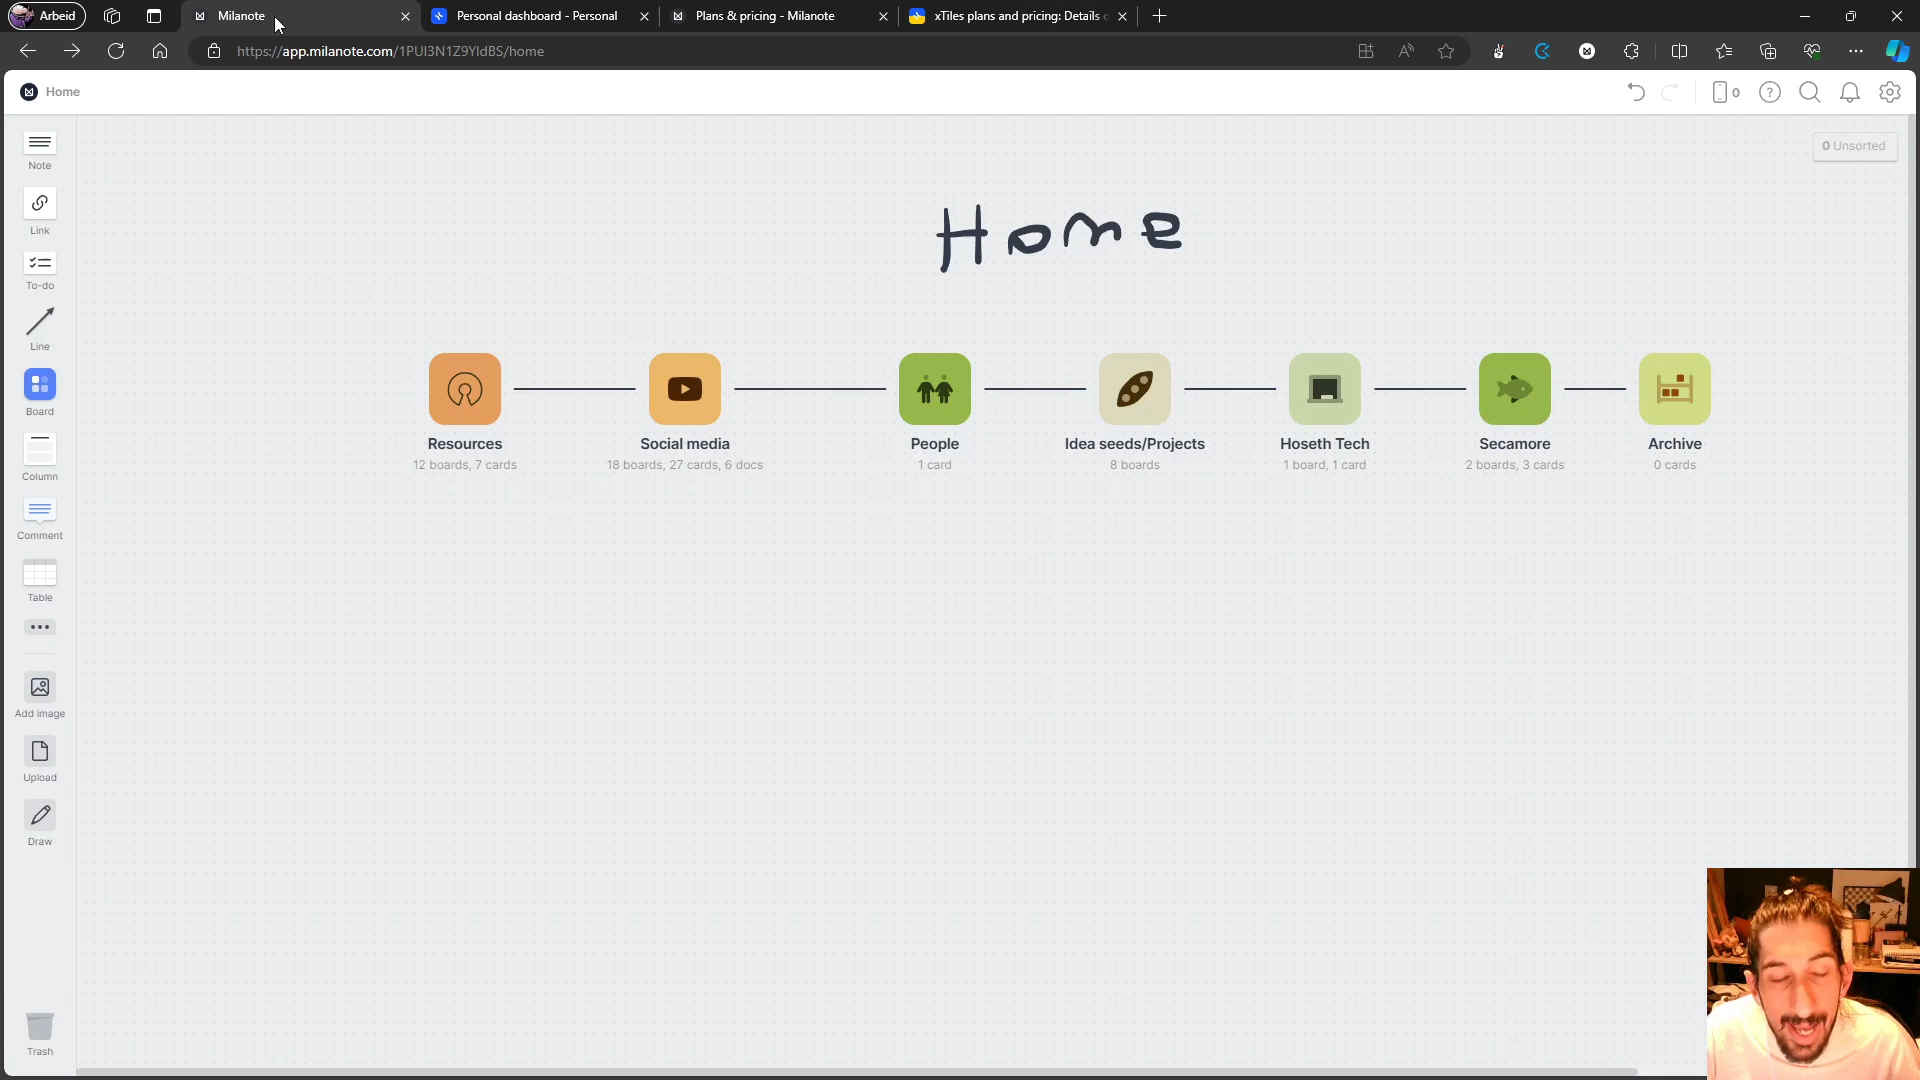 Arbeid
Milanote
Personal dashboard - Personal
Plans & pricing - Milanote
xTiles plans and pricing: Details
https://app.milanote.com/1PUI3N1Z9YIdBS/home
Home
0
0 Unsorted
Note
Link
To-do
Line
Board
Column
Comment
Table
Add image
Upload
Draw
Trash
Home
Resources
12 boards, 7 cards
Social media
18 boards, 27 cards, 6 docs
People
1 card
Idea seeds/Projects
8 boards
Hoseth Tech
1 board, 1 card
Secamore
2 boards, 3 cards
Archive
0 cards